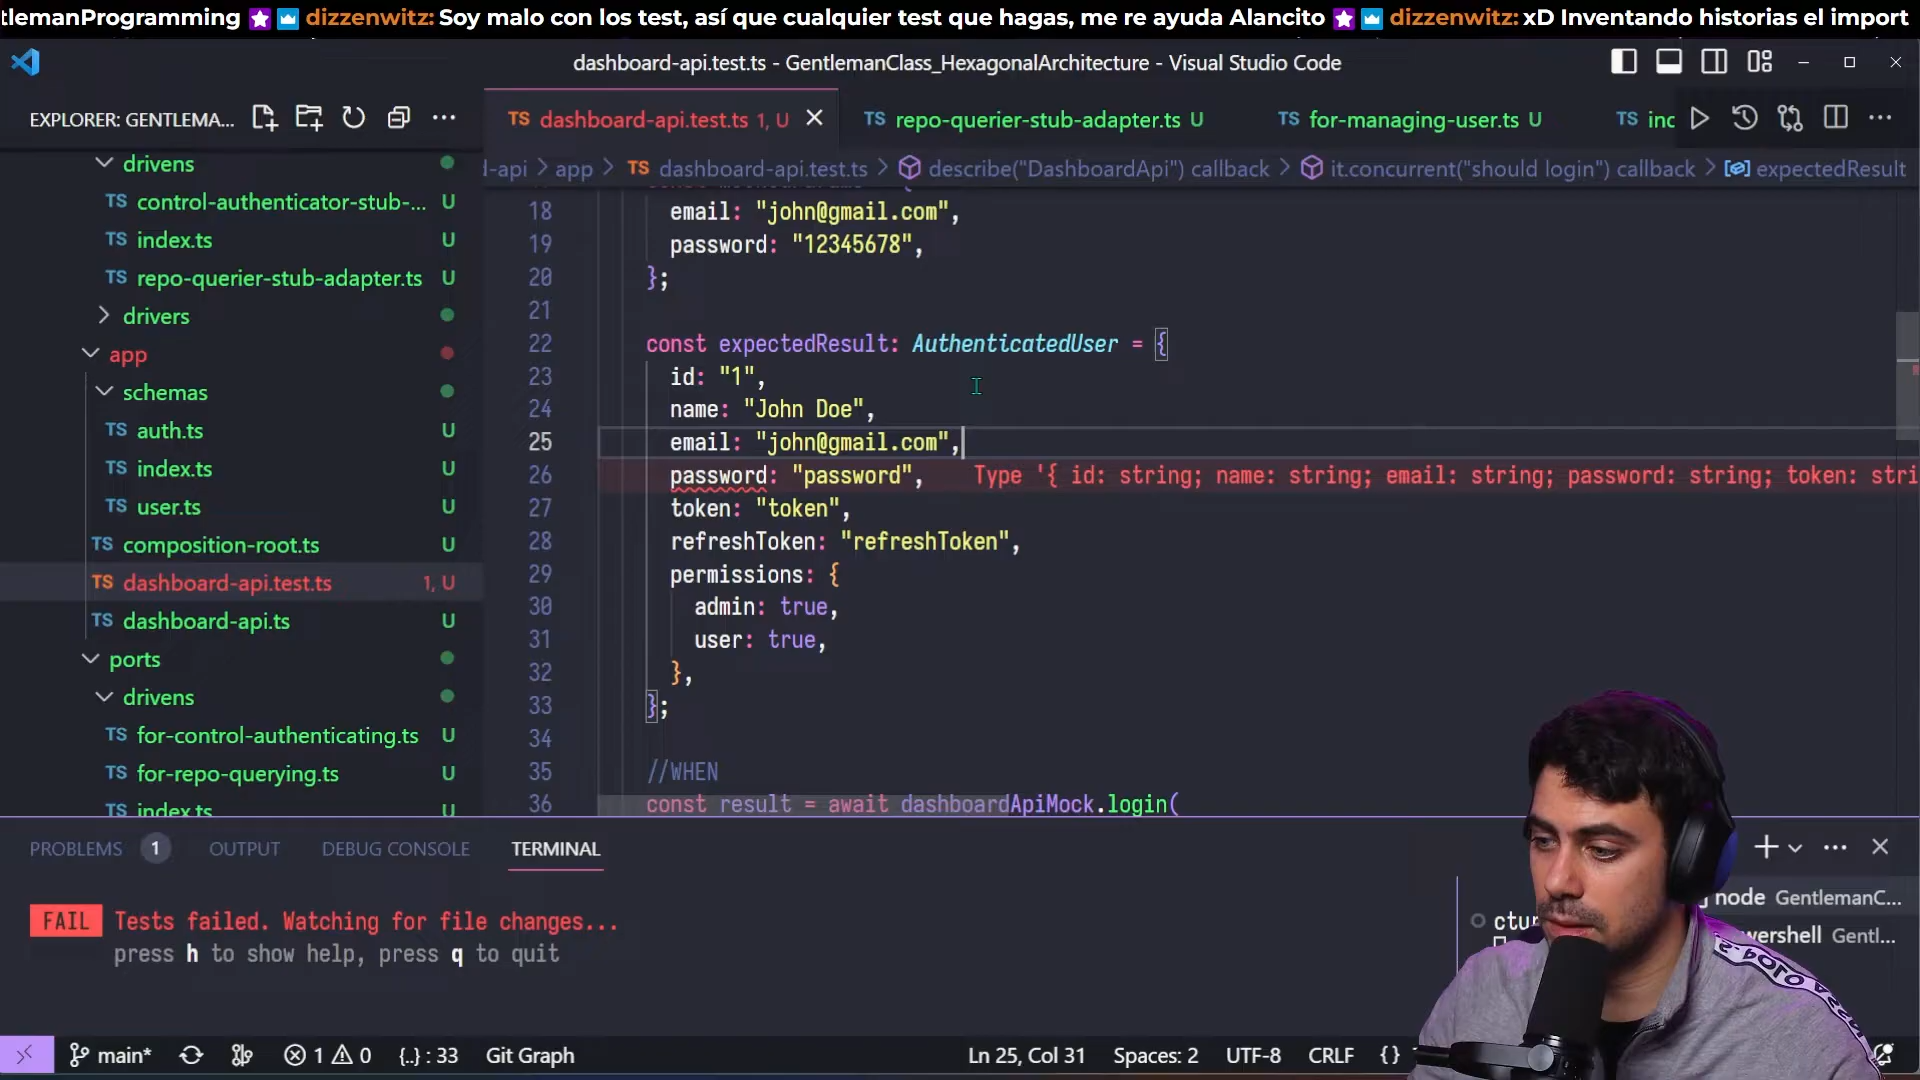 tlemanProgramming dizzenwitz: Soy malo con los test, así que cualquier test que hagas, me re ayuda Alancito dizzenwitz: xD Inventando historias el import
dashboard-api.test.ts - GentlemanClass_HexagonalArchitecture - Visual Studio Code
EXPLORER: GENTLEMA...
TS dashboard-api.test.ts 1, U
TS repo-querier-stub-adapter.ts U
TS for-managing-user.ts U
TS inc
d-api > app > TS dashboard-api.test.ts > describe("DashboardApi") callback > it.concurrent("should login") callback > expectedResult
drivens
TS control-authenticator-stub-... U
TS index.ts U
TS repo-querier-stub-adapter.ts U
drivers
app
schemas
TS auth.ts U
TS index.ts U
TS user.ts U
TS composition-root.ts U
TS dashboard-api.test.ts 1, U
TS dashboard-api.ts U
ports
drivens
TS for-control-authenticating.ts U
TS for-repo-querying.ts U
index.ts
18 email: "john@gmail.com",
19 password: "12345678",
20 };
21
22 const expectedResult: AuthenticatedUser = {
23 id: "1",
24 name: "John Doe",
25 email: "john@gmail.com",
26 password: "password", Type '{ id: string; name: string; email: string; password: string; token: stri
27 token: "token",
28 refreshToken: "refreshToken",
29 permissions: {
30 admin: true,
31 user: true,
32 },
33 };
34
35 //WHEN
36 const result = await dashboardApiMock.login(
PROBLEMS 1 OUTPUT DEBUG CONSOLE TERMINAL
FAIL Tests failed. Watching for file changes...
press h to show help, press q to quit
node GentlemanC...
ctur
wershell Gentl...
main* 1 0 {..} : 33 Git Graph
Ln 25, Col 31 Spaces: 2 UTF-8 CRLF {}